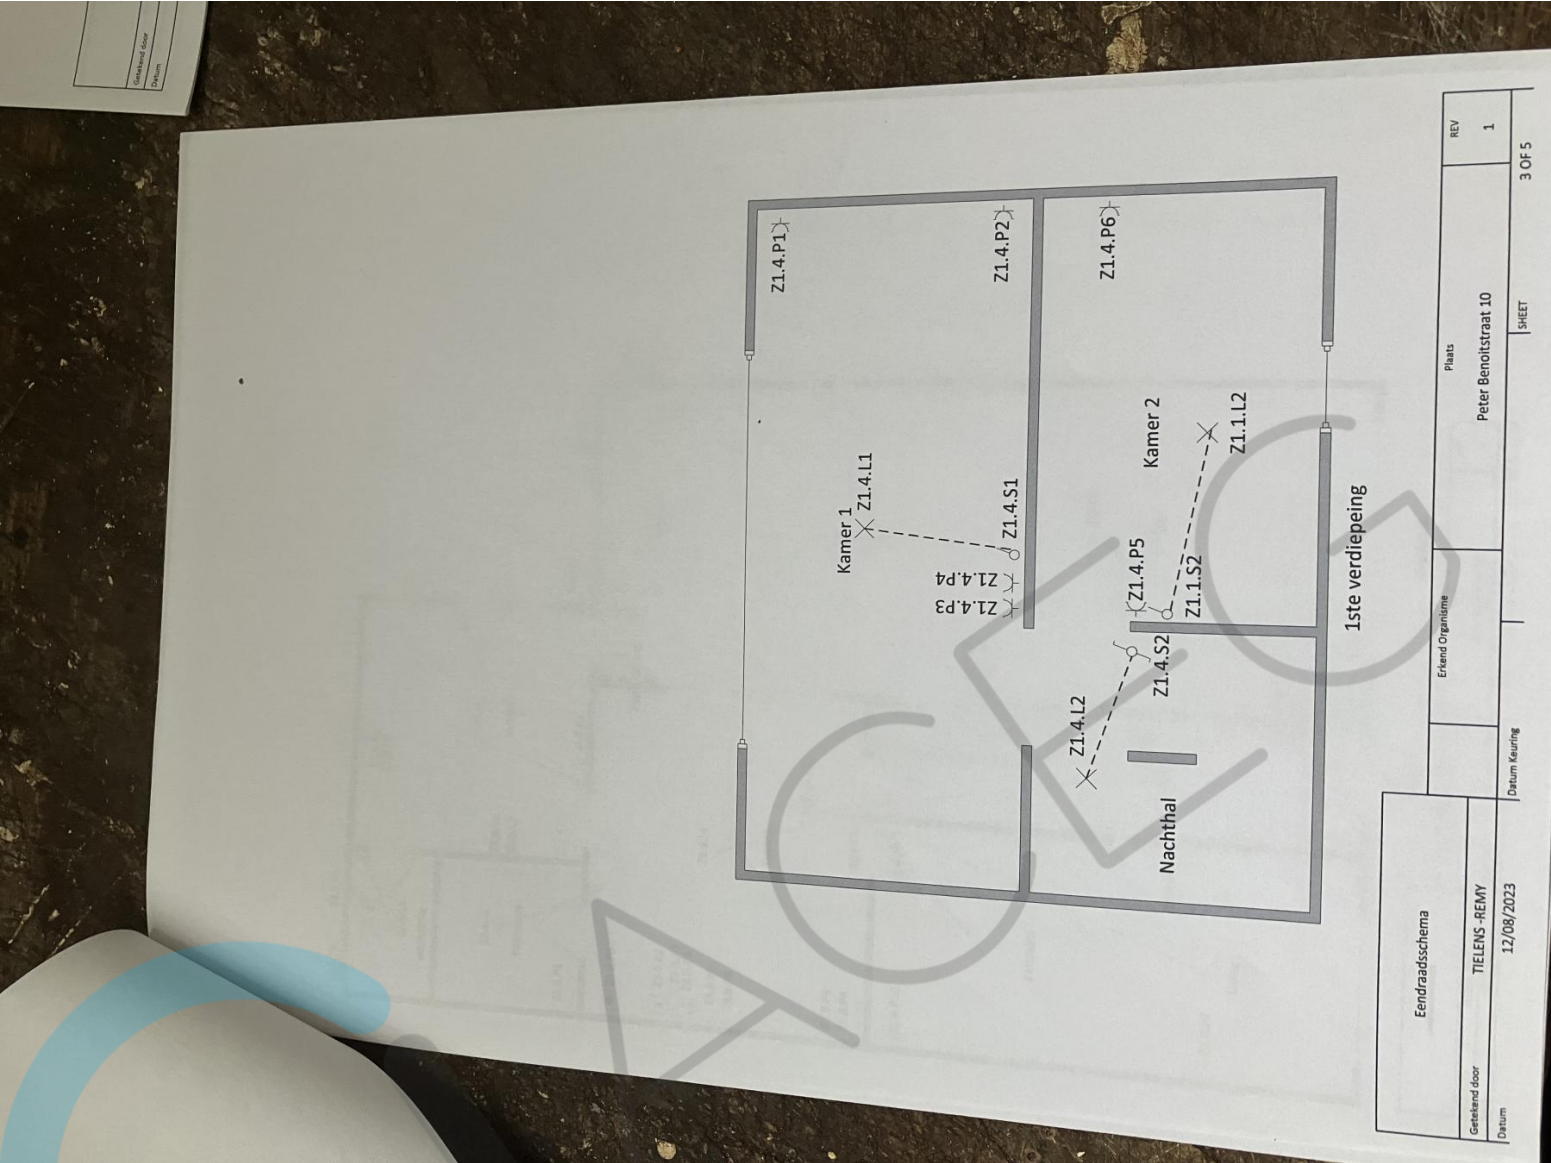 Getekend door
Datum
Z1.4.P1
Z1.4.P2
Z1.4.P6
Kamer 1
Z1.4.L1
Z1.4.S1
Z1.4.P4
Z1.4.P3
Kamer 2
Z1.1.L2
Z1.4.P5
Z1.1.S2
Z1.4.S2
Z1.4.L2
Nachthal
1ste verdiepeing
ACEG
Eendraadsschema
Getekend door
TIELENS -REMY
Datum
12/08/2023
Datum Keuring
Erkend Organisme
Plaats
Peter Benoitstraat 10
REV
1
SHEET
3 OF 5